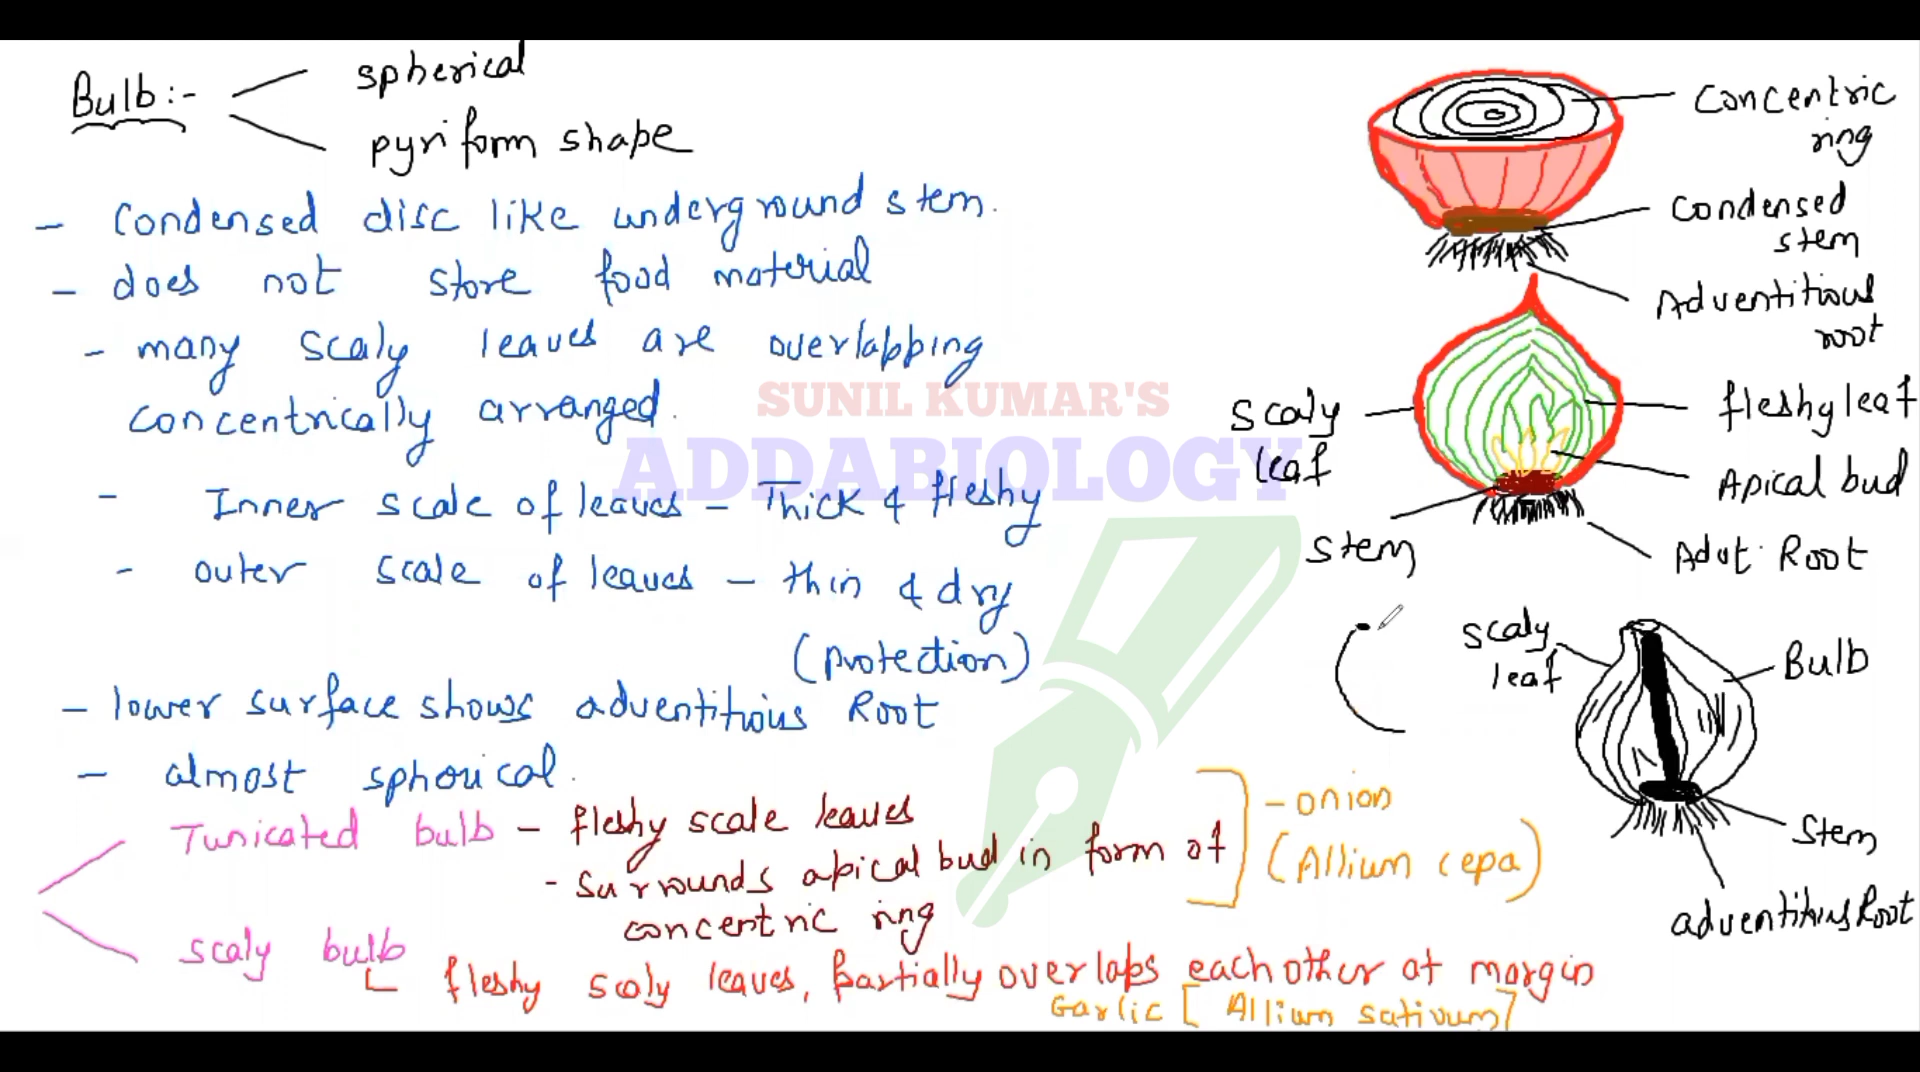 Bulb:-
spherical
pyriform shape
- Condensed disc like underground stem.
- does not store food material
- many scaly leaves are overlapping
concentrically arranged.
- Inner scale of leaves - Thick & fleshy
- outer scale of leaves - thin & dry
(protection)
- lower surface shows adventitious Root
- almost spherical.
Tunicated bulb - fleshy scale leaves
- surrounds apical bud in form of
concentric ring
- onion
(Allium cepa)
scaly bulb
fleshy scaly leaves, Partially overlaps each other at margin
Garlic [Allium sativum]
SUNIL KUMAR'S
ADDABIOLOGY
Concentric
ring
Condensed
stem
Adventitious
root
scaly
leaf
fleshy leaf
Apical bud
Stem
Advt. Root
scaly
leaf
Bulb
Stem
adventitius Root